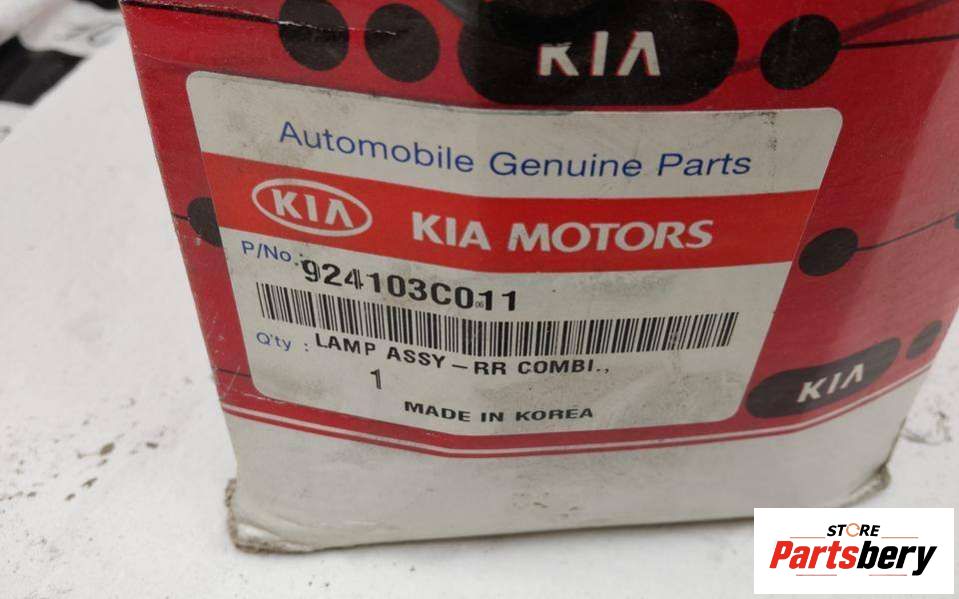 KIA
Automobile Genuine Parts
KIA KIA MOTORS
P/No. : 924103C011
Q'ty : LAMP ASSY-RR COMBI.,
1
MADE IN KOREA
KIA
STORE
Partsbery